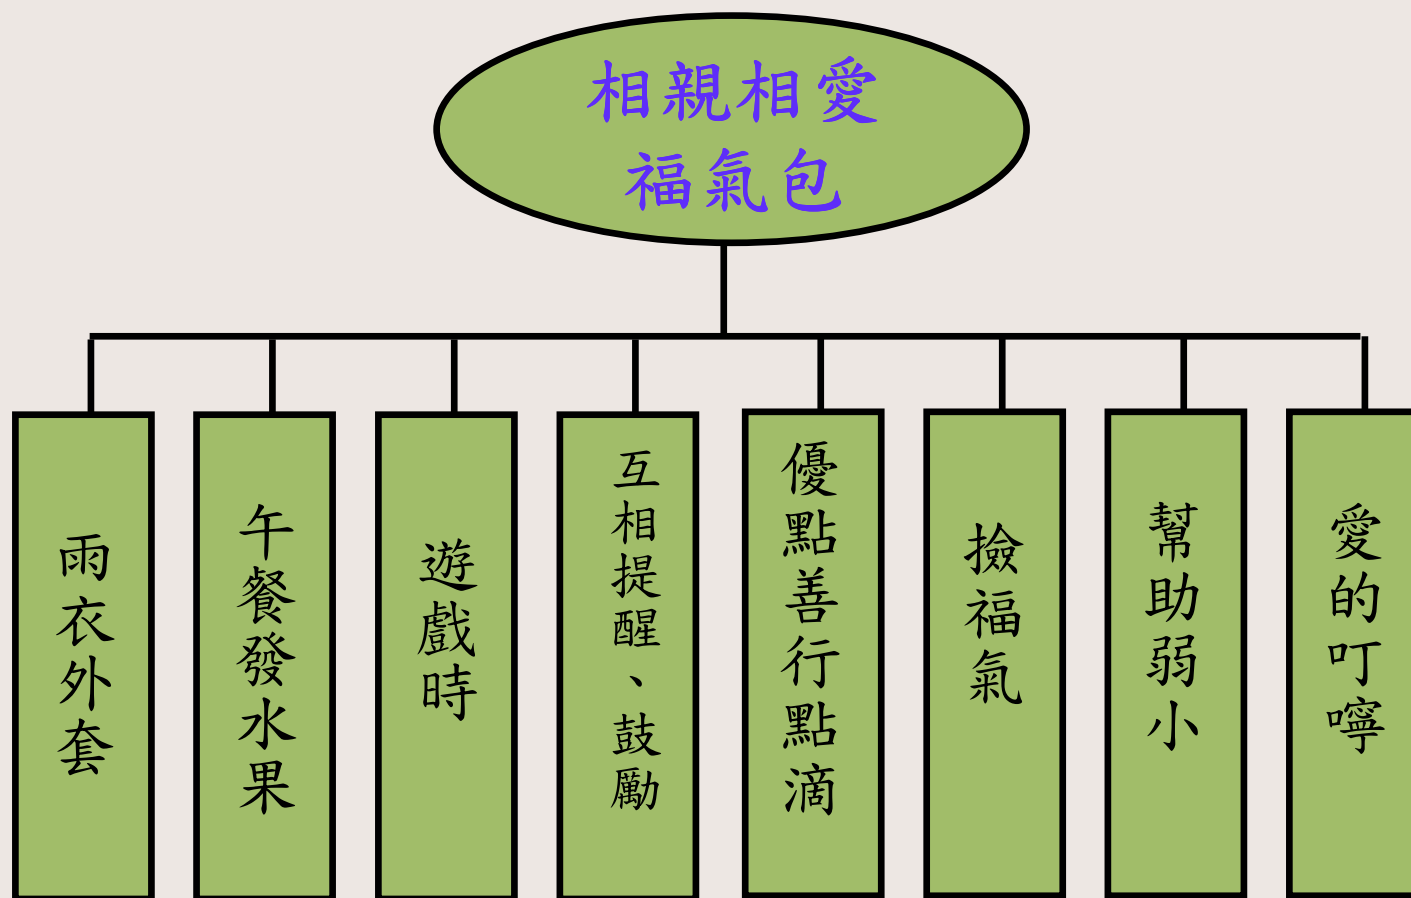 相親相愛
福氣包
雨衣外套
午餐發水果
遊戲時
互相提醒、鼓勵
優點善行點滴
撿福氣
幫助弱小
愛的叮嚀